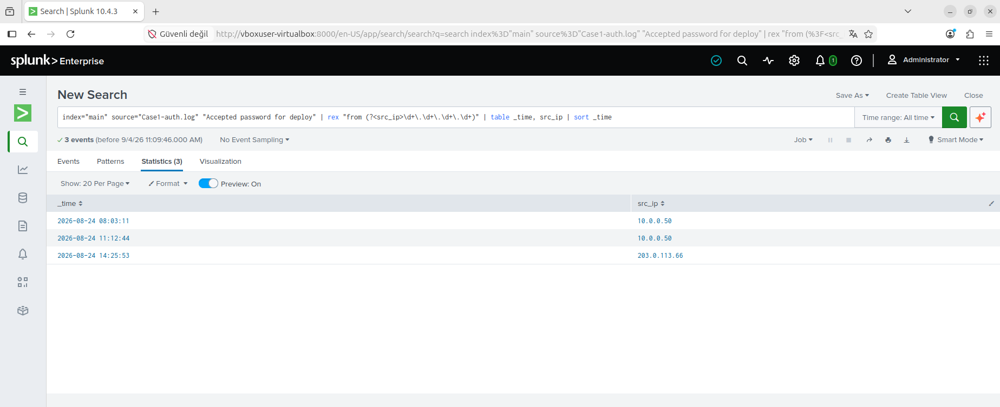 Search | Splunk 10.4.3
Güvenli değil http://vboxuser-virtualbox:8000/en-US/app/search/search?q=search index%3D"main" source%3D"Case1-auth.log" "Accepted password for deploy" | rex "from (%3F<src_
splunk> Enterprise
1
Administrator
New Search
Save As
Create Table View
Close
index="main" source="Case1-auth.log" "Accepted password for deploy" | rex "from (?<src_ip>\d+\.\d+\.\d+\.\d+)" | table _time, src_ip | sort _time
Time range: All time
3 events (before 9/4/26 11:09:46.000 AM)
No Event Sampling
Job
Smart Mode
Events
Patterns
Statistics (3)
Visualization
Show: 20 Per Page
Format
Preview: On
_time src_ip
2026-08-24 08:03:11 10.0.0.50
2026-08-24 11:12:44 10.0.0.50
2026-08-24 14:25:53 203.0.113.66